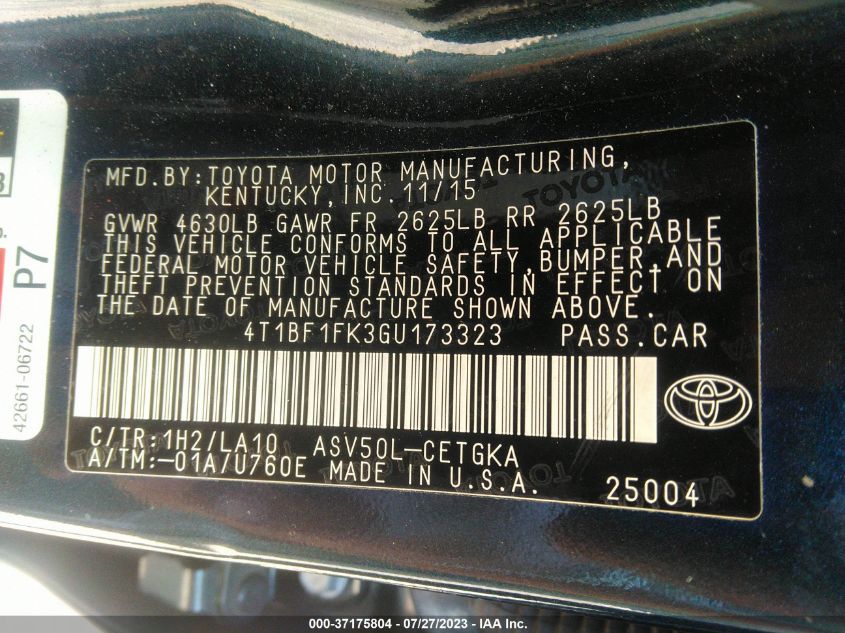 MFD.BY:TOYOTA MOTOR MANUFACTURING,
KENTUCKY,INC.11/15
GVWR 4630LB GAWR FR 2625LB RR 2625LB
THIS VEHICLE CONFORMS TO ALL APPLICABLE
FEDERAL MOTOR VEHICLE SAFETY,BUMPER,AND
THEFT PREVENTION STANDARDS IN EFFECT ON
THE DATE OF MANUFACTURE SHOWN ABOVE.
4T1BF1FK3GU173323 PASS.CAR
C/TR:1H2/LA10 ASV50L-CETGKA
A/TM:-01A/U760E MADE IN U.S.A. 25004
P7
42661-06722
000-37175804 / 07/27/2023 / IAA Inc.